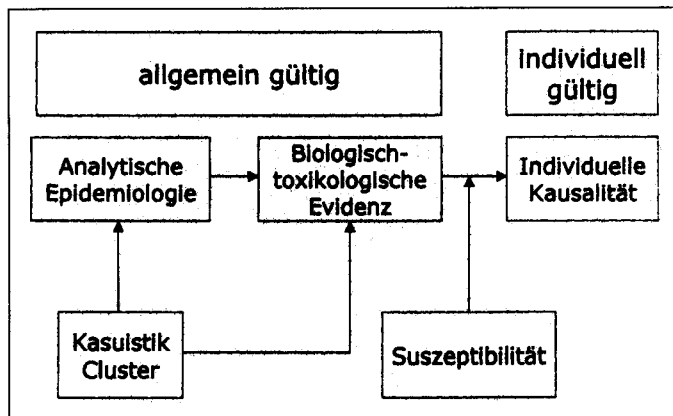 allgemein gültig
individuell
gültig
Analytische
Epidemiologie
Biologisch-
toxikologische
Evidenz
Individuelle
Kausalität
Kasuistik
Cluster
Suszeptibilität